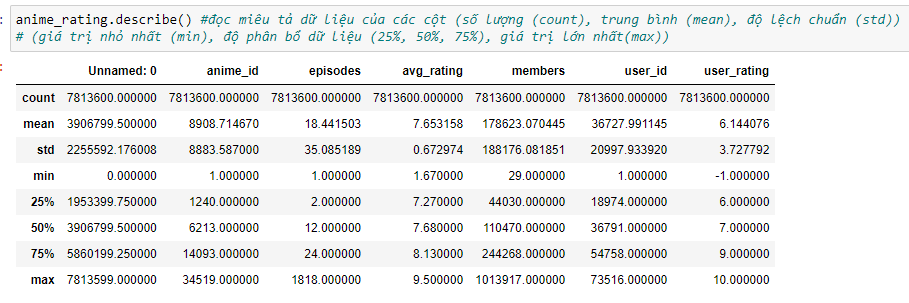 : anime_rating.describe() #đọc miêu tả dữ liệu của các cột (số lượng (count), trung bình (mean), độ lệch chuẩn (std))
# (giá trị nhỏ nhất (min), độ phân bổ dữ liệu (25%, 50%, 75%), giá trị lớn nhất(max))
:
Unnamed: 0 anime_id episodes avg_rating members user_id user_rating
count 7813600.000000 7813600.000000 7813600.000000 7813600.000000 7813600.000000 7813600.000000 7813600.000000
mean 3906799.500000 8908.714670 18.441503 7.653158 178623.070445 36727.991145 6.144076
std 2255592.176008 8883.587000 35.085189 0.672974 188176.081851 20997.933920 3.727792
min 0.000000 1.000000 1.000000 1.670000 29.000000 1.000000 -1.000000
25% 1953399.750000 1240.000000 2.000000 7.270000 44030.000000 18974.000000 6.000000
50% 3906799.500000 6213.000000 12.000000 7.680000 110470.000000 36791.000000 7.000000
75% 5860199.250000 14093.000000 24.000000 8.130000 244268.000000 54758.000000 9.000000
max 7813599.000000 34519.000000 1818.000000 9.500000 1013917.000000 73516.000000 10.000000